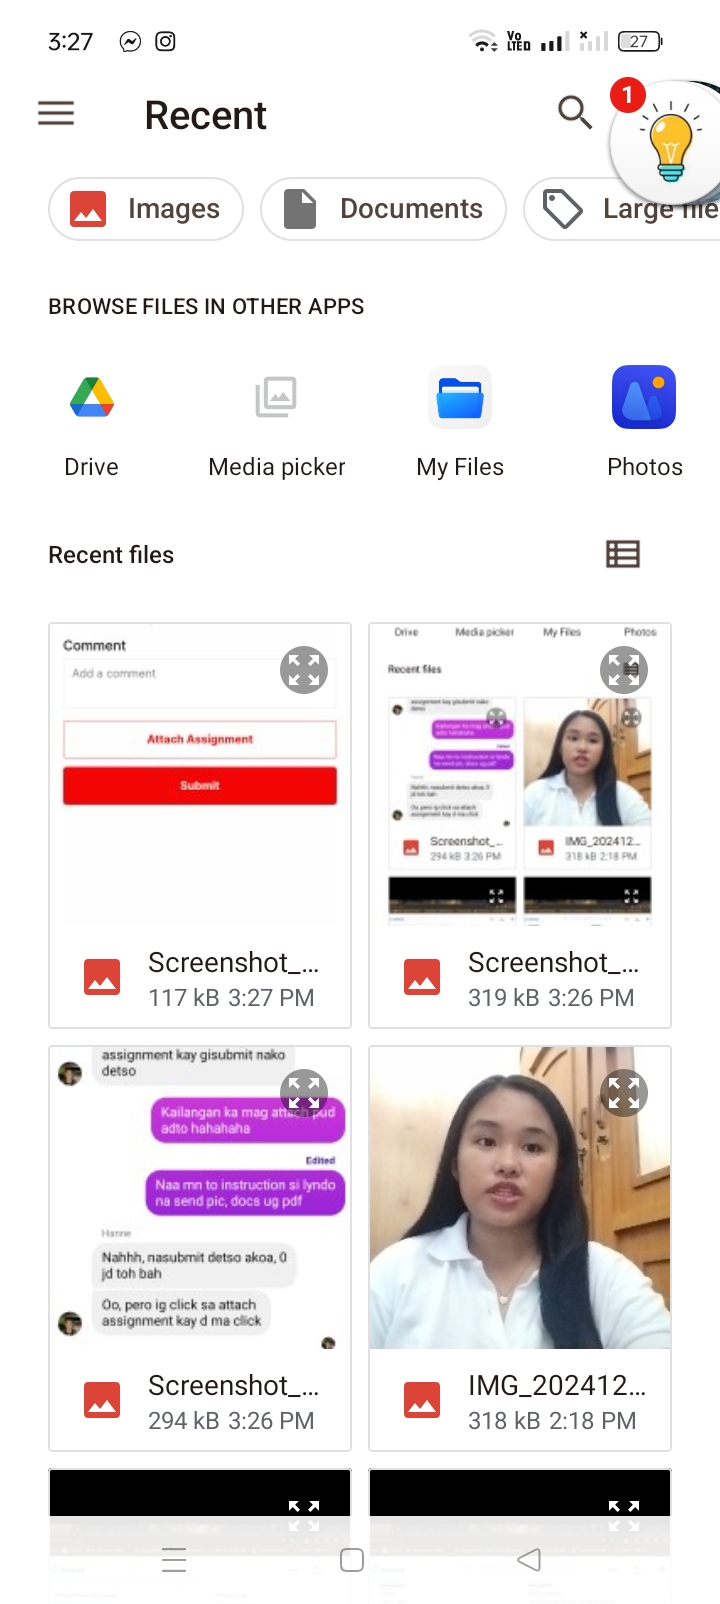 3:27
Vo
LTED
27
1
Recent
Images
Documents
Large file
BROWSE FILES IN OTHER APPS
Drive
Media picker
My Files
Photos
Recent files
Comment
Add a comment
Attach Assignment
Submit
Screenshot_...
117 kB 3:27 PM
Drive
Media picker
My Files
Photos
Recent files
assignment kay gisubmit nako
detso
Screenshot_...
294 kB 3:26 PM
IMG_202412...
318 kB 2:18 PM
Screenshot_...
319 kB 3:26 PM
assignment kay gisubmit nako
detso
Kailangan ka mag attach pud
adto hahahaha
Edited
Naa mn to instruction si lyndo
na send pic, docs ug pdf
Hanne
Nahhh, nasubmit detso akoa, 0
jd toh bah
Oo, pero ig click sa attach
assignment kay d ma click
Screenshot_...
294 kB 3:26 PM
IMG_202412...
318 kB 2:18 PM